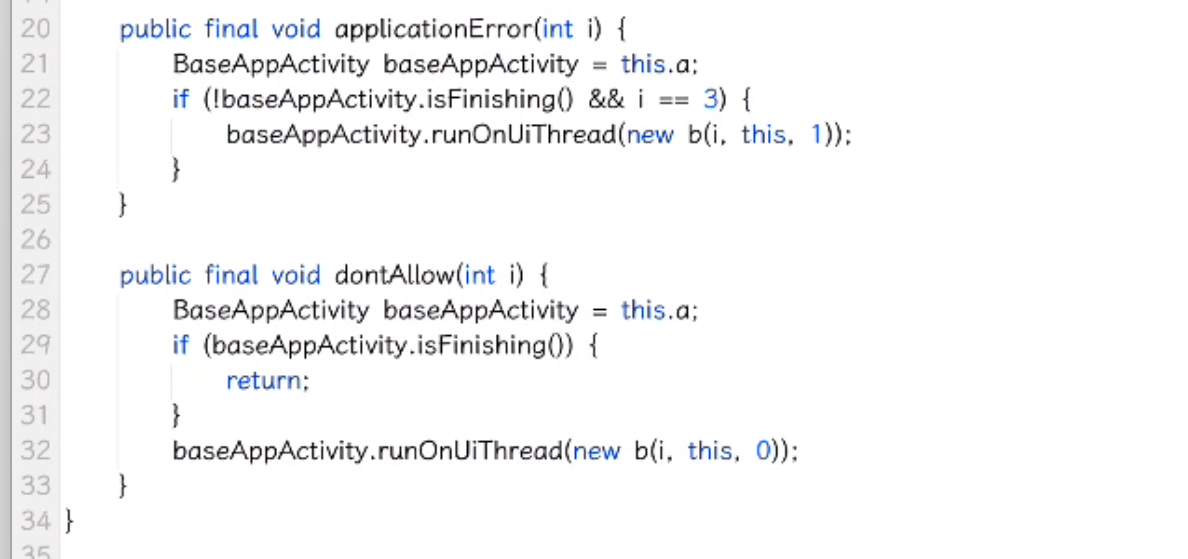 20 public final void applicationError(int i) {
21 BaseAppActivity baseAppActivity = this.a;
22 if (!baseAppActivity.isFinishing() && i == 3) {
23 baseAppActivity.runOnUiThread(new b(i, this, 1));
24 }
25 }
26
27 public final void dontAllow(int i) {
28 BaseAppActivity baseAppActivity = this.a;
29 if (baseAppActivity.isFinishing()) {
30 return;
31 }
32 baseAppActivity.runOnUiThread(new b(i, this, 0));
33 }
34 }
35